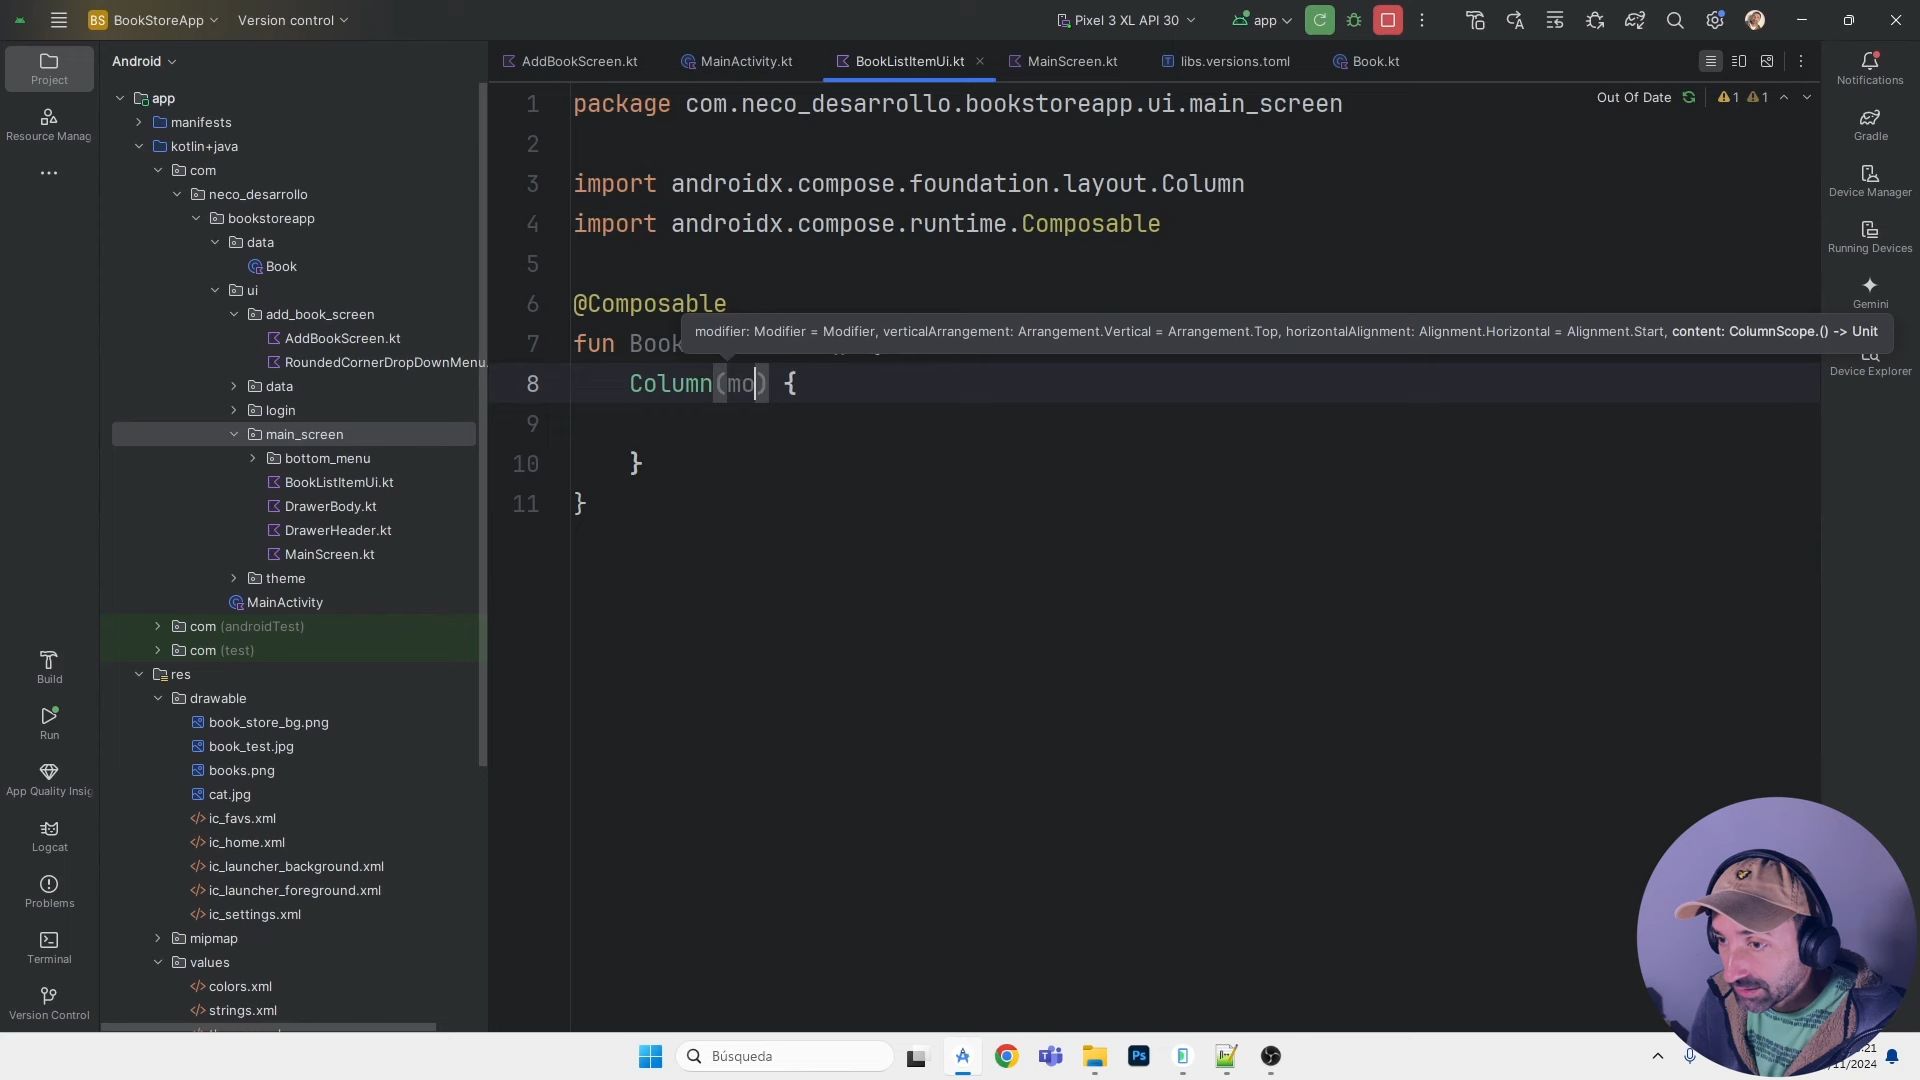 BS BookStoreApp Version control Pixel 3 XL API 30 app
Project
Resource Manag
Build
Run
App Quality Insig
Logcat
Problems
Terminal
Version Control
Android
app
manifests
kotlin+java
com
neco_desarrollo
bookstoreapp
data
Book
ui
add_book_screen
AddBookScreen.kt
RoundedCornerDropDownMenu.
data
login
main_screen
bottom_menu
BookListItemUi.kt
DrawerBody.kt
DrawerHeader.kt
MainScreen.kt
theme
MainActivity
com (androidTest)
com (test)
res
drawable
book_store_bg.png
book_test.jpg
books.png
cat.jpg
ic_favs.xml
ic_home.xml
ic_launcher_background.xml
ic_launcher_foreground.xml
ic_settings.xml
mipmap
values
colors.xml
strings.xml
AddBookScreen.kt MainActivity.kt BookListItemUi.kt MainScreen.kt libs.versions.toml Book.kt
Out Of Date 1 1
1 package com.neco_desarrollo.bookstoreapp.ui.main_screen
2
3 import androidx.compose.foundation.layout.Column
4 import androidx.compose.runtime.Composable
5
6 @Composable
modifier: Modifier = Modifier, verticalArrangement: Arrangement.Vertical = Arrangement.Top, horizontalAlignment: Alignment.Horizontal = Alignment.Start, content: ColumnScope.() -> Unit
7 fun Book
8 Column(mo) {
9
10 }
11 }
Notifications
Gradle
Device Manager
Running Devices
Gemini
Device Explorer
Búsqueda
:21
/11/2024